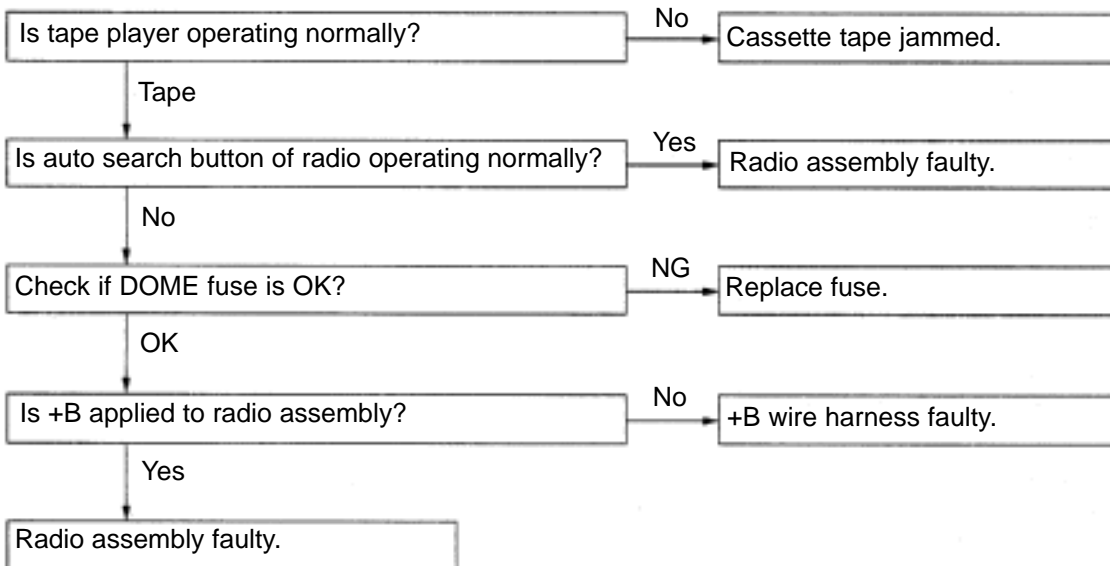 Is tape player operating normally?
No
Cassette tape jammed.
Tape
Is auto search button of radio operating normally?
Yes
Radio assembly faulty.
No
Check if DOME fuse is OK?
NG
Replace fuse.
OK
Is +B applied to radio assembly?
No
+B wire harness faulty.
Yes
Radio assembly faulty.